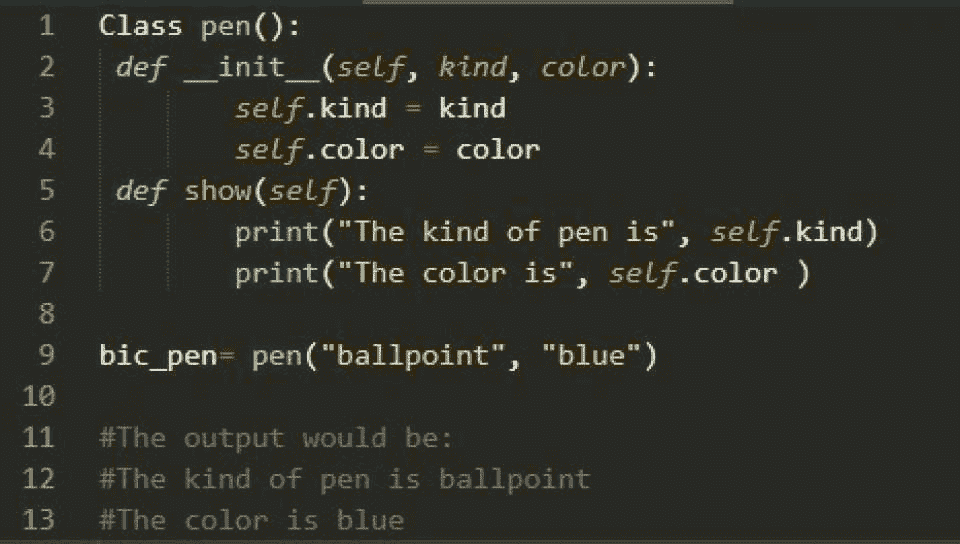 1 Class pen():
2 def __init__(self, kind, color):
3 self.kind = kind
4 self.color = color
5 def show(self):
6 print("The kind of pen is", self.kind)
7 print("The color is", self.color )
8
9 bic_pen= pen("ballpoint", "blue")
10
11 #The output would be:
12 #The kind of pen is ballpoint
13 #The color is blue